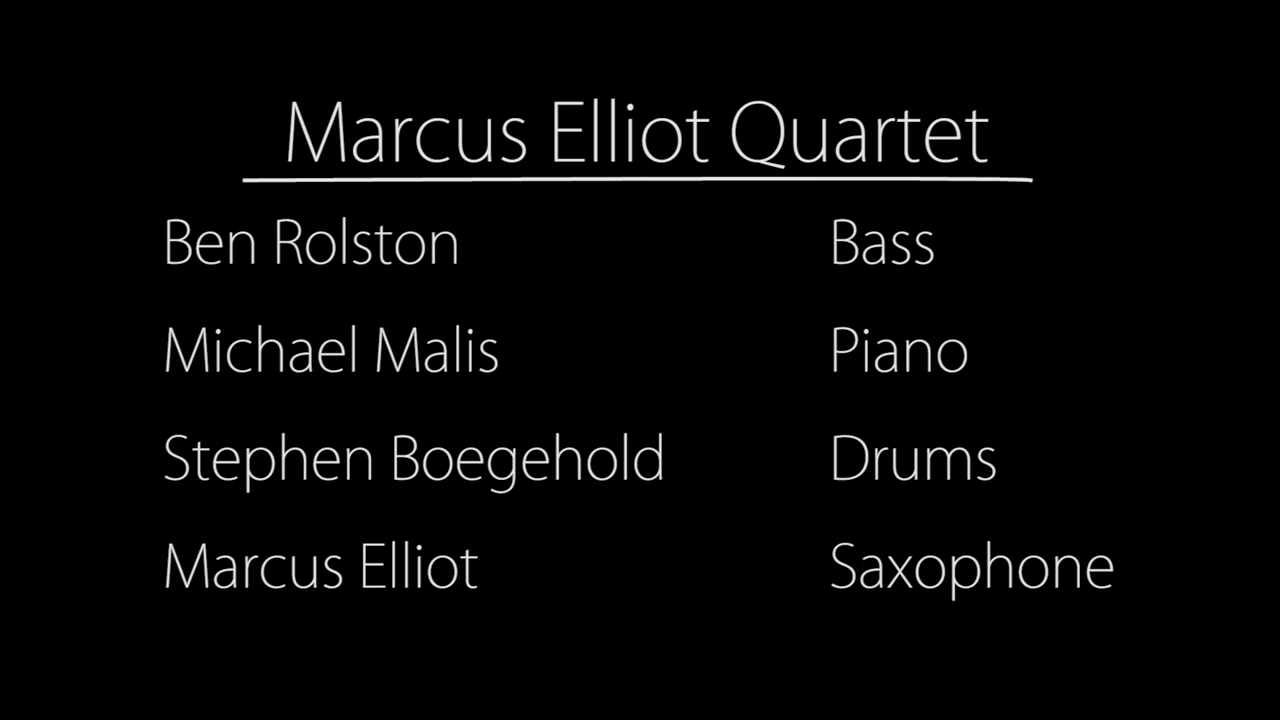 Marcus Elliot Quartet
Ben Rolston Bass
Michael Malis Piano
Stephen Boegehold Drums
Marcus Elliot Saxophone